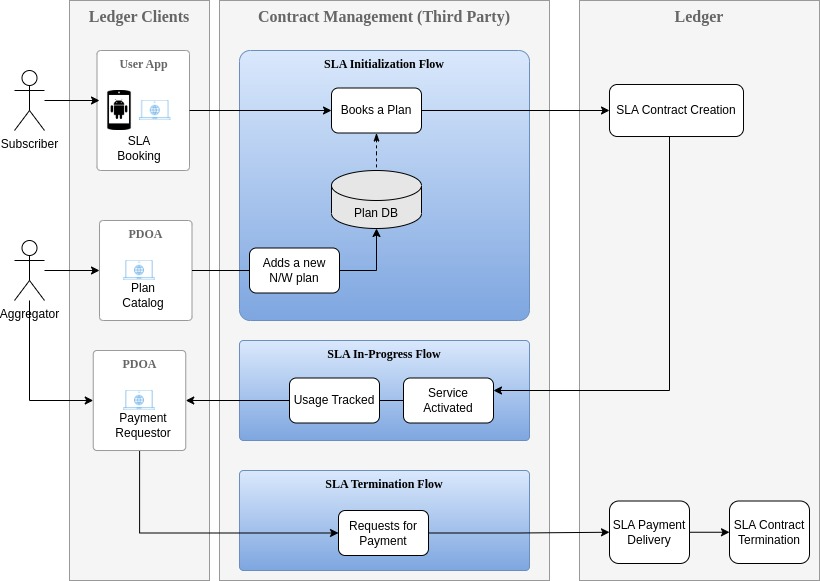 Ledger Clients
Contract Management (Third Party)
Ledger
Subscriber
User App
SLA
Booking
SLA Initialization Flow
Books a Plan
Plan DB
Adds a new
N/W plan
SLA Contract Creation
Aggregator
PDOA
Plan
Catalog
PDOA
Payment
Requestor
SLA In-Progress Flow
Usage Tracked
Service
Activated
SLA Termination Flow
Requests for
Payment
SLA Payment
Delivery
SLA Contract
Termination